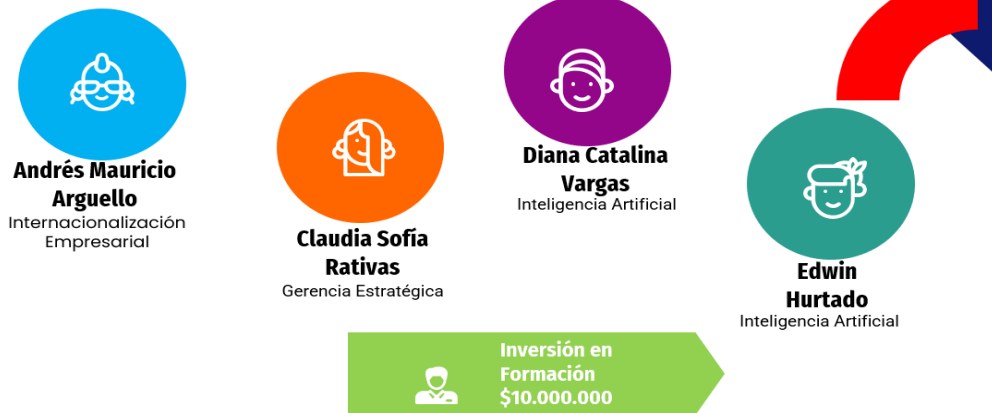 Andrés Mauricio
Arguello
Internacionalización
Empresarial
Claudia Sofía
Rativas
Gerencia Estratégica
Diana Catalina
Vargas
Inteligencia Artificial
Edwin
Hurtado
Inteligencia Artificial
Inversión en
Formación
$10.000.000